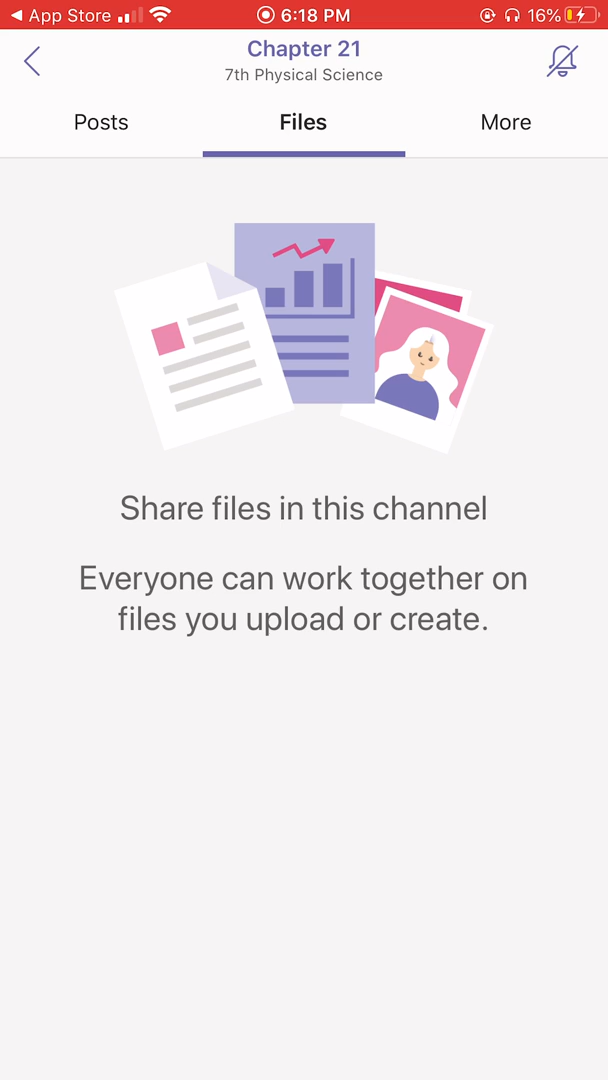 App Store 6:18 PM 16%
Chapter 21
7th Physical Science
Posts Files More
Share files in this channel
Everyone can work together on
files you upload or create.